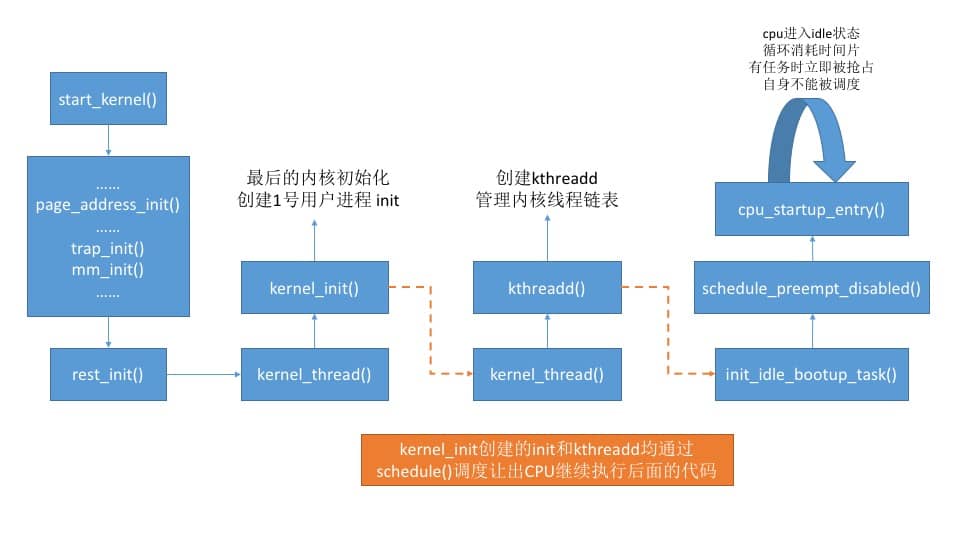 start_kernel()
……
page_address_init()
……
trap_init()
mm_init()
……
rest_init()
最后的内核初始化
创建1号用户进程 init
kernel_init()
kernel_thread()
创建kthreadd
管理内核线程链表
kthreadd()
kernel_thread()
cpu进入idle状态
循环消耗时间片
有任务时立即被抢占
自身不能被调度
cpu_startup_entry()
schedule_preempt_disabled()
init_idle_bootup_task()
kernel_init创建的init和kthreadd均通过
schedule()调度让出CPU继续执行后面的代码